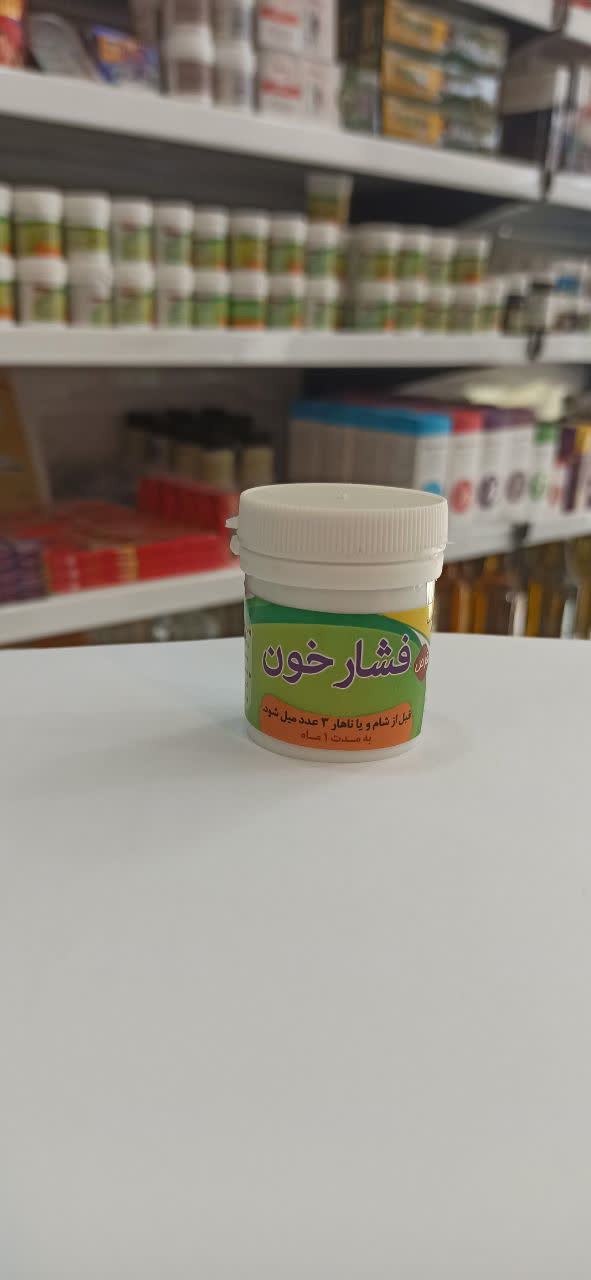 فشار خون
قبل از شام و یا ناهار ۳ عدد میل شود.
به مدت ۱ ماه